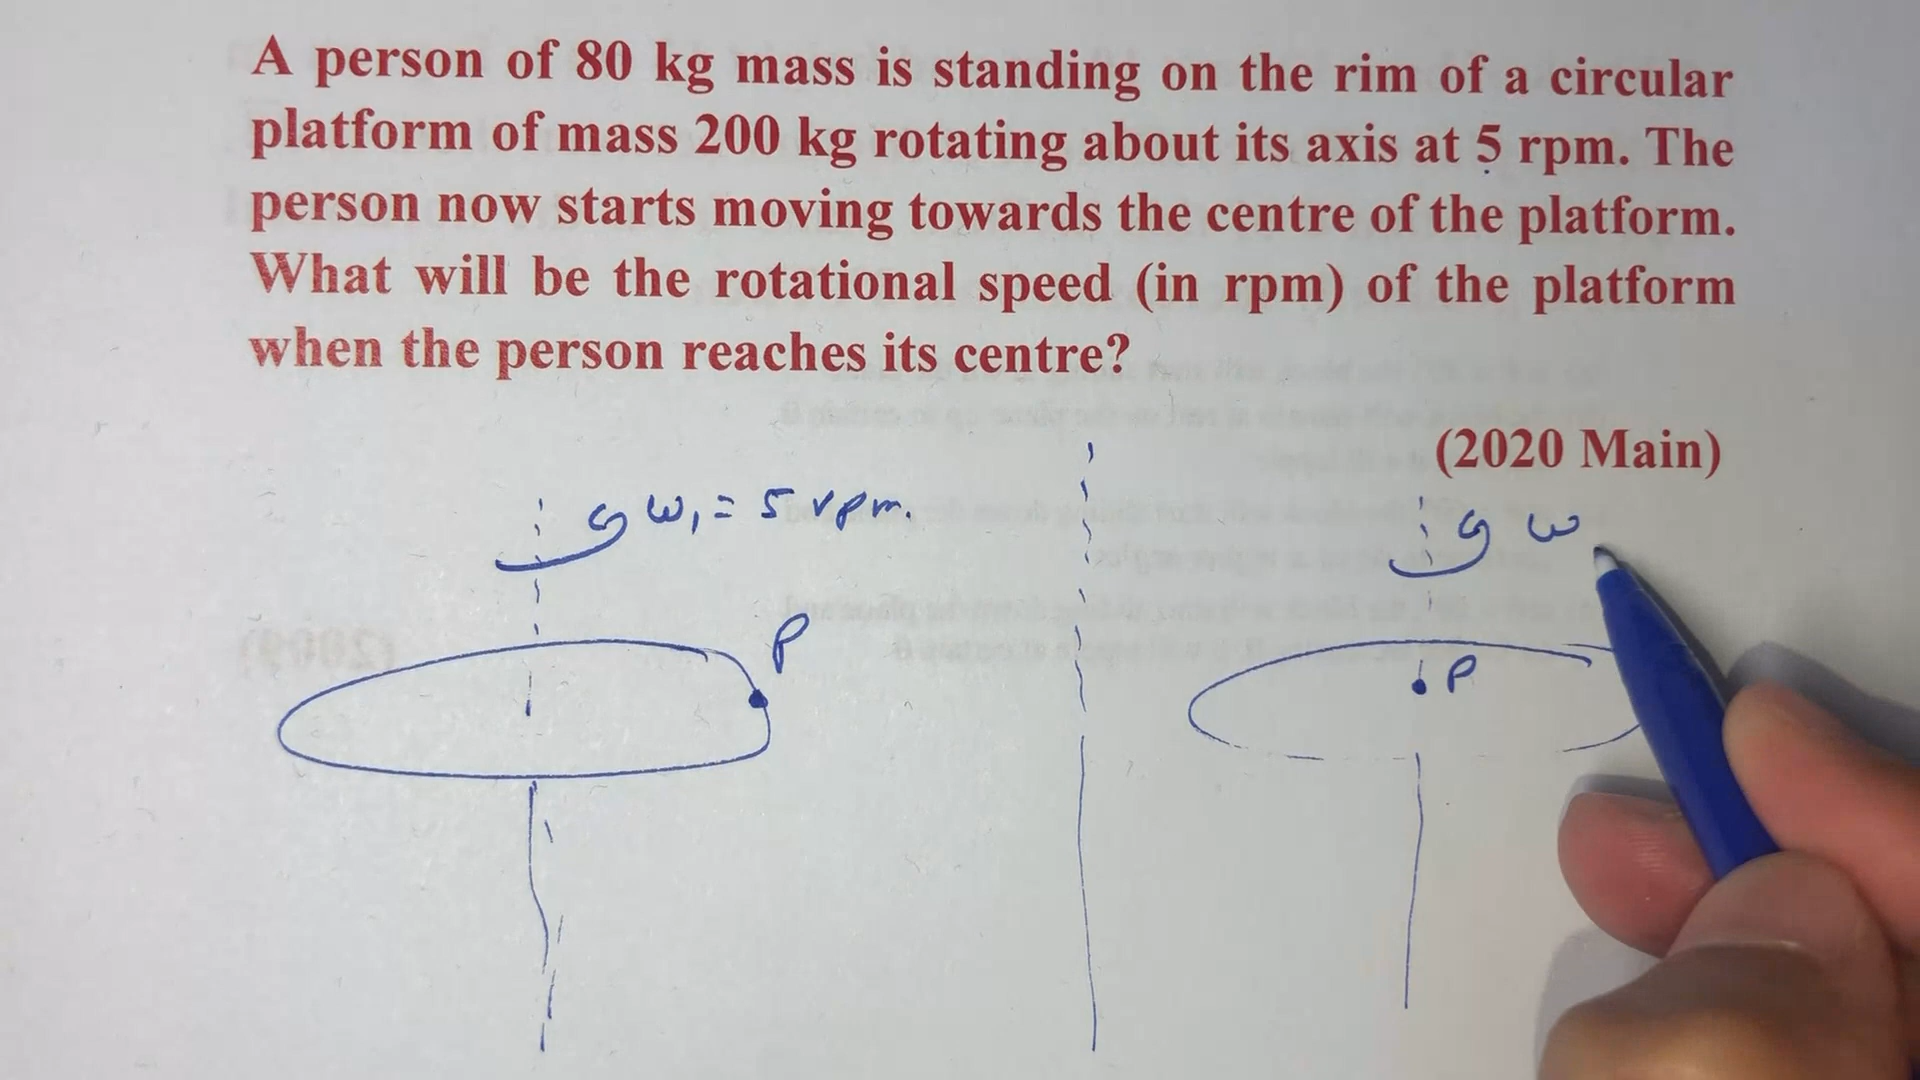 A person of 80 kg mass is standing on the rim of a circular
platform of mass 200 kg rotating about its axis at 5 rpm. The
person now starts moving towards the centre of the platform.
What will be the rotational speed (in rpm) of the platform
when the person reaches its centre?
(2020 Main)
ω₁ = 5 rpm.
ω
P
P